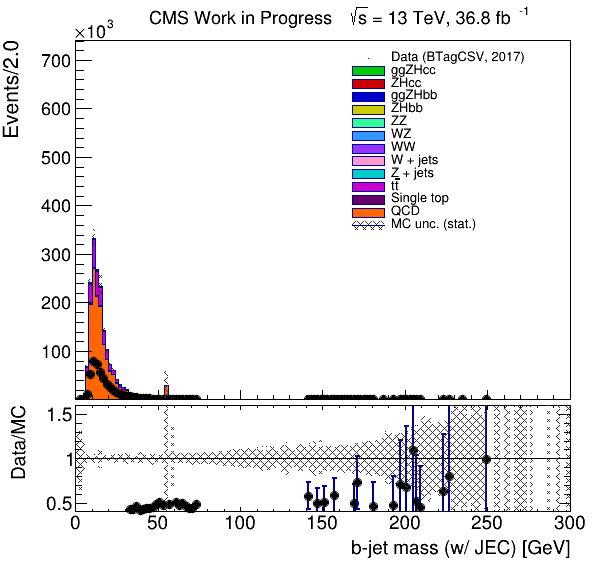 CMS Work in Progress √s = 13 TeV, 36.8 fb⁻¹
×10³
Events/2.0
700
600
500
400
300
200
100
Data (BTagCSV, 2017)
ggZHcc
ZHcc
ggZHbb
ZHbb
ZZ
WZ
WW
W + jets
Z + jets
tt̅
Single top
QCD
MC unc. (stat.)
Data/MC
1.5
1
0.5
0 50 100 150 200 250 300
b-jet mass (w/ JEC) [GeV]